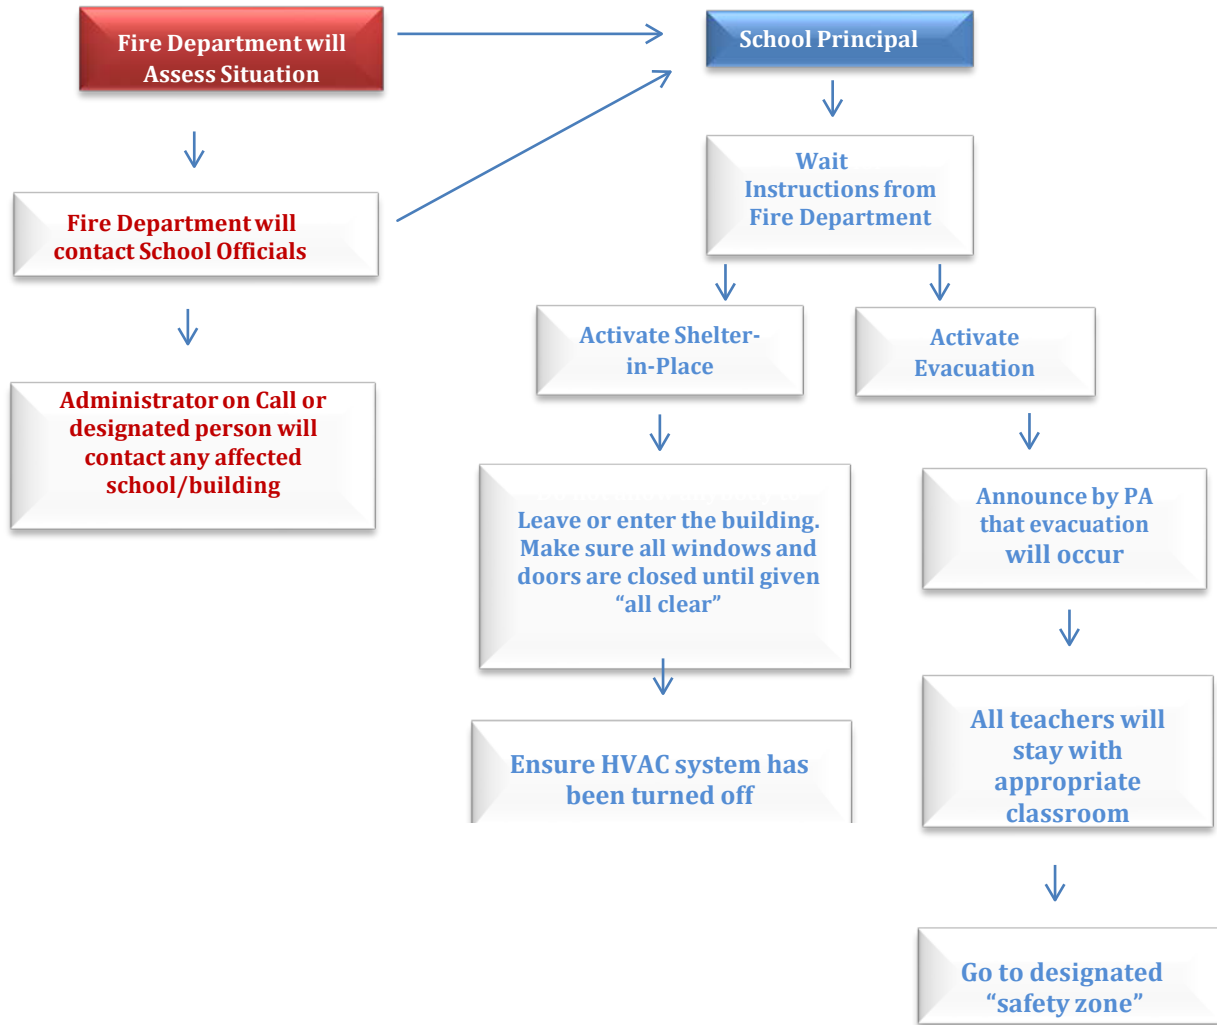 Fire Department will
Assess Situation
School Principal
Fire Department will
contact School Officials
Wait
Instructions from
Fire Department
Administrator on Call or
designated person will
contact any affected
school/building
Activate Shelter-
in-Place
Activate
Evacuation
Leave or enter the building.
Make sure all windows and
doors are closed until given
“all clear”
Announce by PA
that evacuation
will occur
Ensure HVAC system has
been turned off
All teachers will
stay with
appropriate
classroom
Go to designated
“safety zone”